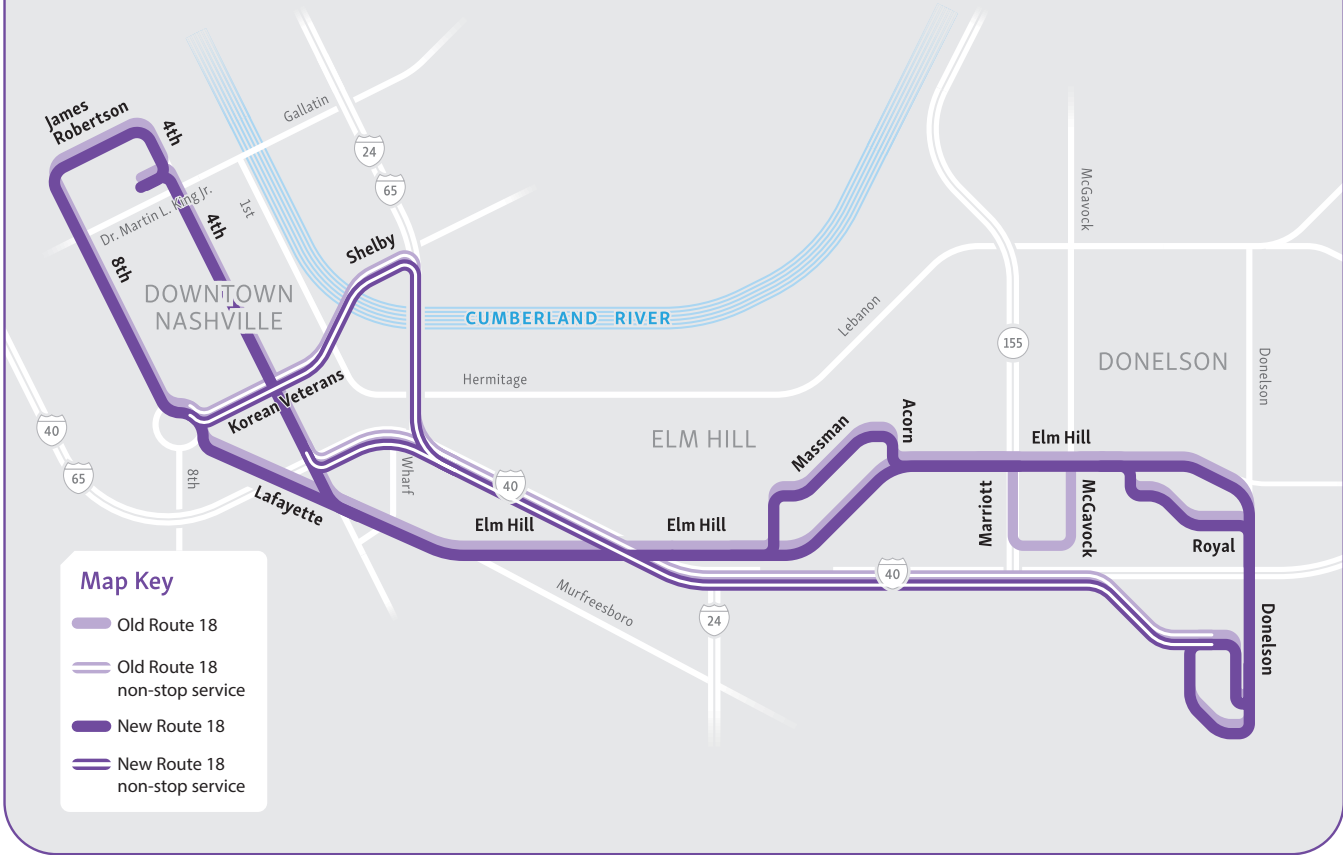 James
Robertson
4th
Gallatin
24
65
Dr. Martin L. King Jr.
4th
1st
8th
Shelby
McGavock
DOWNTOWN
NASHVILLE
CUMBERLAND RIVER
Lebanon
155
DONELSON
Donelson
Hermitage
Korean Veterans
40
65
8th
Lafayette
Wharf
40
ELM HILL
Massman
Acorn
Elm Hill
Elm Hill
Elm Hill
Marriott
McGavock
Royal
40
Murfreesboro
24
Donelson
Map Key
Old Route 18
Old Route 18
non-stop service
New Route 18
New Route 18
non-stop service